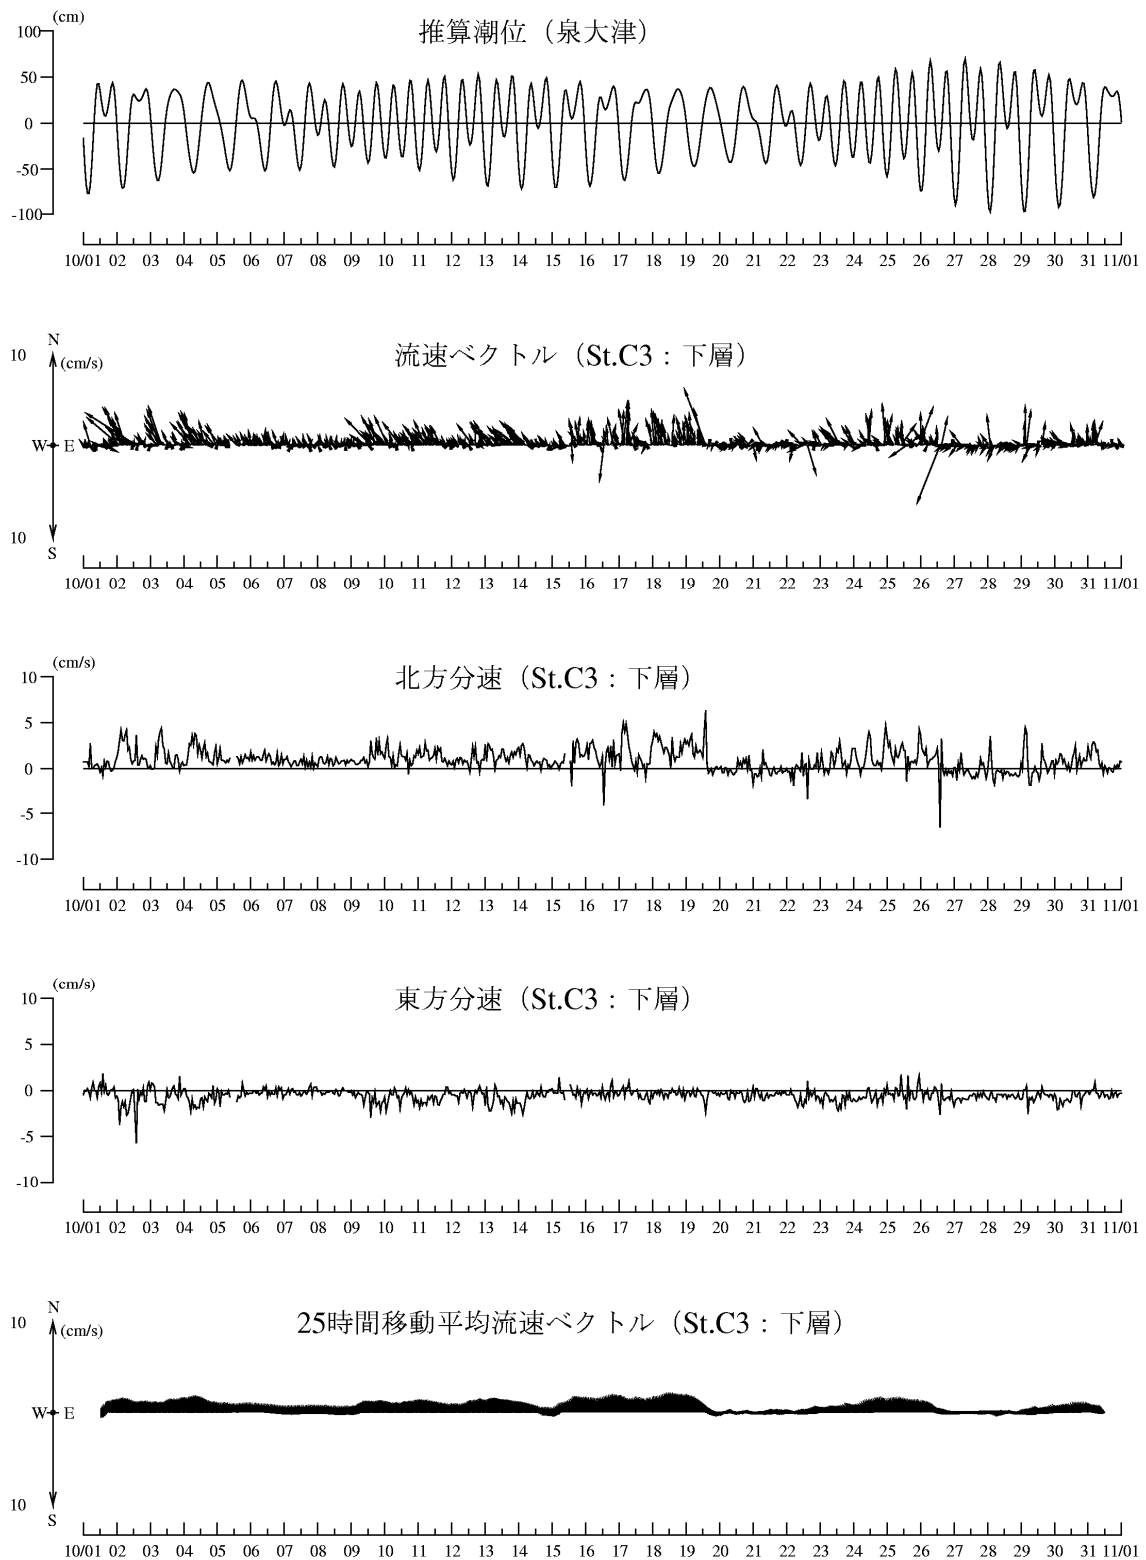 (cm)
推算潮位（泉大津）
100
50
0
-50
-100
10/01 02 03 04 05 06 07 08 09 10 11 12 13 14 15 16 17 18 19 20 21 22 23 24 25 26 27 28 29 30 31 11/01
N
10
(cm/s)
流速ベクトル（St.C3：下層）
W E
10
S
10/01 02 03 04 05 06 07 08 09 10 11 12 13 14 15 16 17 18 19 20 21 22 23 24 25 26 27 28 29 30 31 11/01
(cm/s)
北方分速（St.C3：下層）
10
5
0
-5
-10
10/01 02 03 04 05 06 07 08 09 10 11 12 13 14 15 16 17 18 19 20 21 22 23 24 25 26 27 28 29 30 31 11/01
(cm/s)
東方分速（St.C3：下層）
10
5
0
-5
-10
10/01 02 03 04 05 06 07 08 09 10 11 12 13 14 15 16 17 18 19 20 21 22 23 24 25 26 27 28 29 30 31 11/01
N
10
(cm/s)
25時間移動平均流速ベクトル（St.C3：下層）
W E
10
S
10/01 02 03 04 05 06 07 08 09 10 11 12 13 14 15 16 17 18 19 20 21 22 23 24 25 26 27 28 29 30 31 11/01